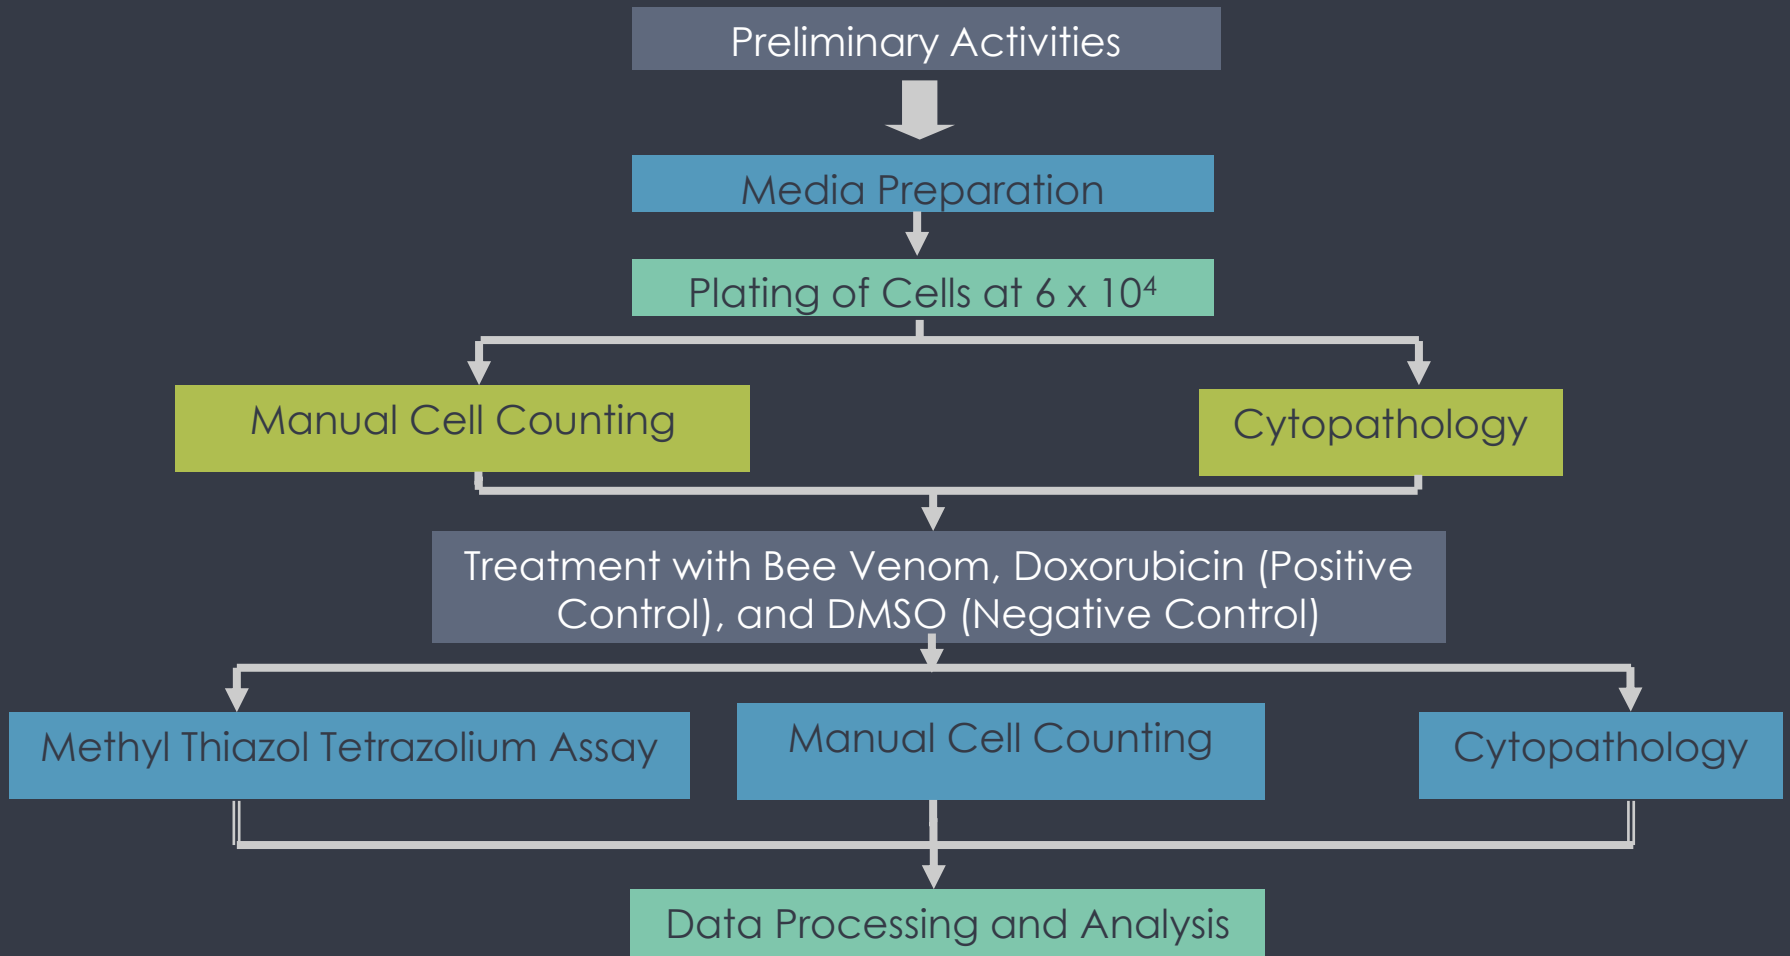 Preliminary Activities
Media Preparation
Plating of Cells at 6 x 10⁴
Manual Cell Counting
Cytopathology
Treatment with Bee Venom, Doxorubicin (Positive
Control), and DMSO (Negative Control)
Methyl Thiazol Tetrazolium Assay
Manual Cell Counting
Cytopathology
Data Processing and Analysis